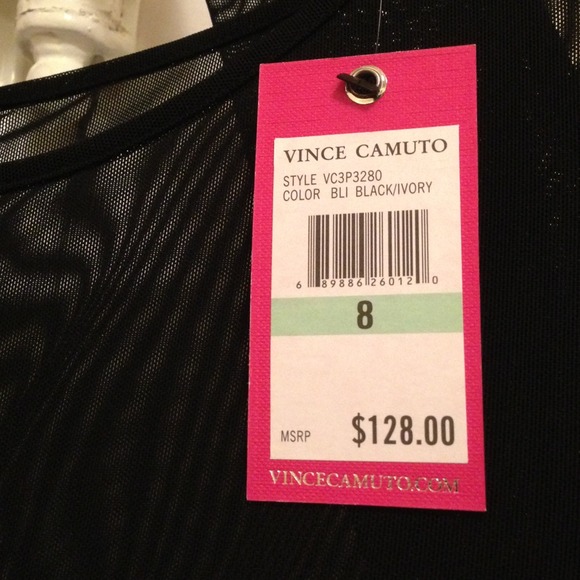 VINCE CAMUTO
STYLE VC3P3280
COLOR BLI BLACK/IVORY
6 89886 26012 0
8
MSRP $128.00
VINCECAMUTO.COM